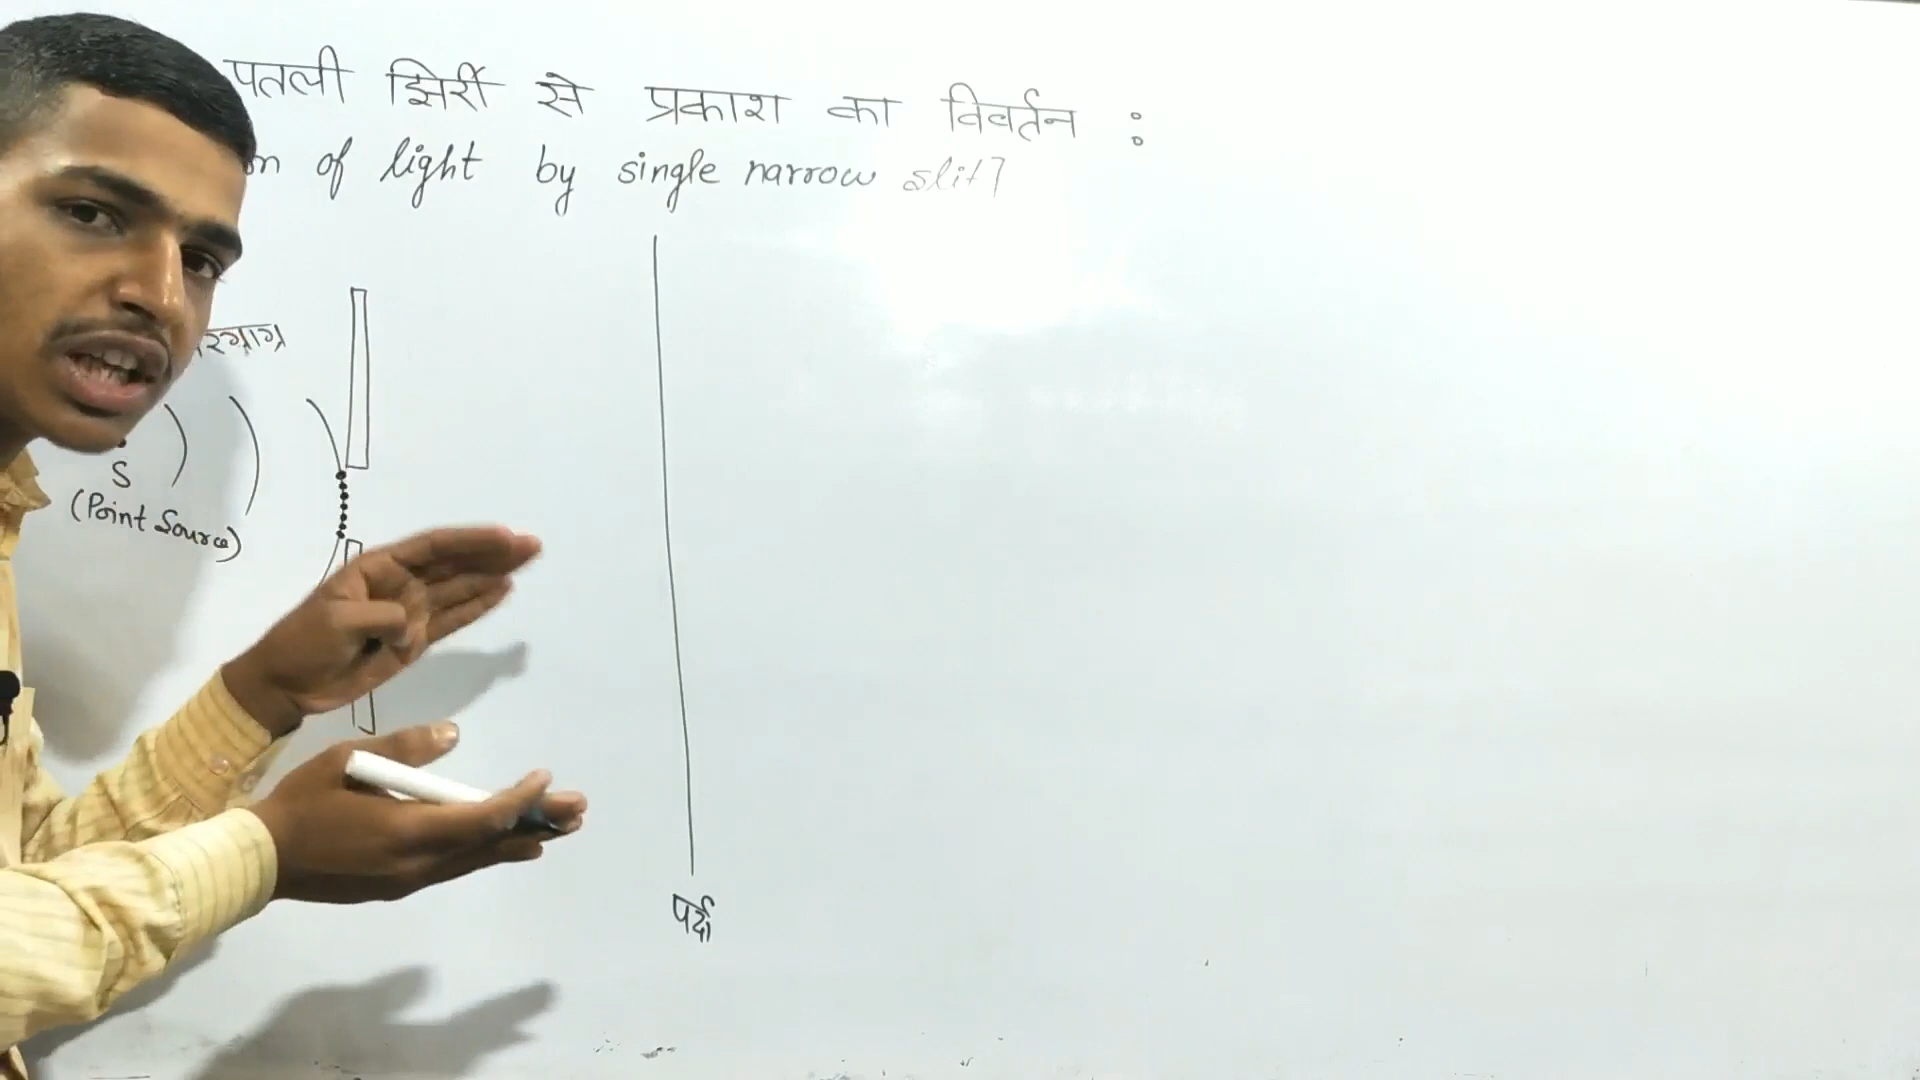 पतली झिर्री से प्रकाश का विवर्तन :
of light by single narrow slit]
S
(Point Source)
पर्दा